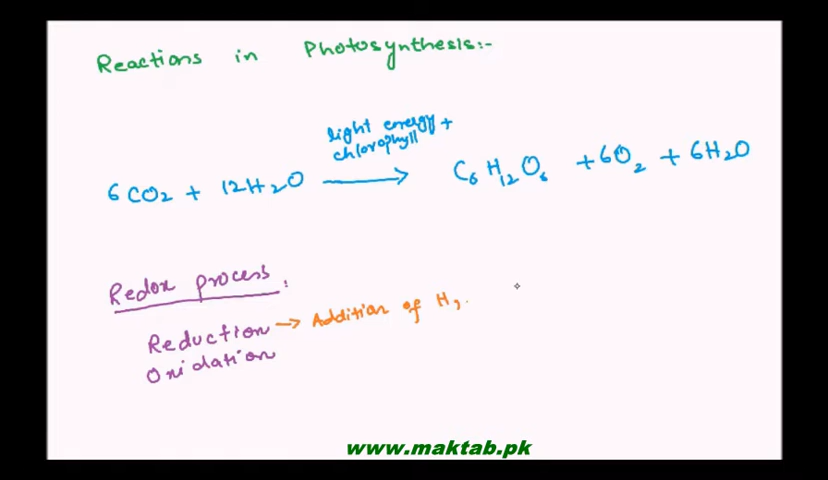 Reactions in Photosynthesis:-
light energy +
chlorophyll
6CO₂ + 12H₂O ⟶ C₆H₁₂O₆ + 6O₂ + 6H₂O
Redox process:
Reduction → Addition of H,.
Oxidation
www.maktab.pk